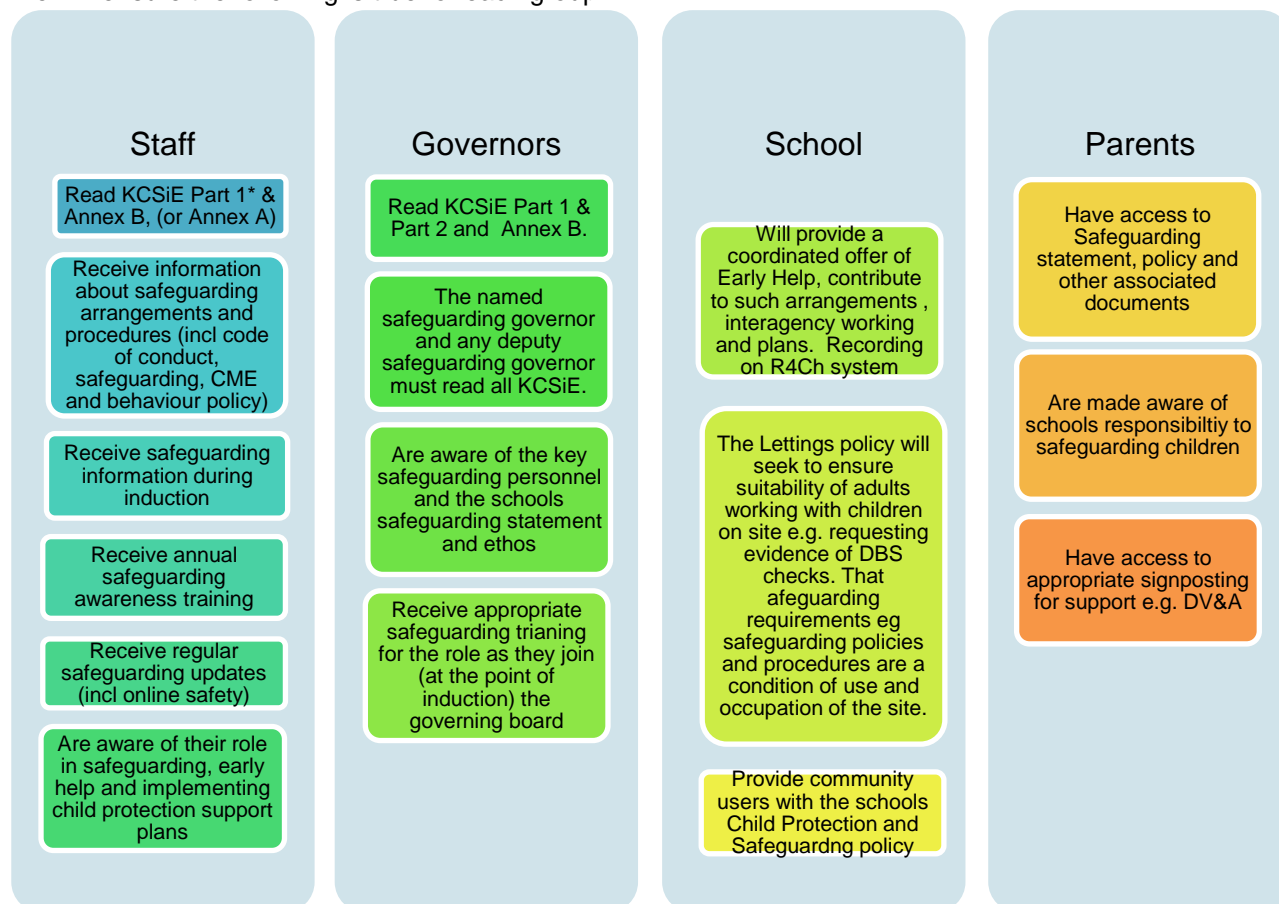 Staff
Read KCSiE Part 1* &
Annex B, (or Annex A)
Receive information
about safeguarding
arrangements and
procedures (incl code
of conduct,
safeguarding, CME
and behaviour policy)
Receive safeguarding
information during
induction
Receive annual
safeguarding
awareness training
Receive regular
safeguarding updates
(incl online safety)
Are aware of their role
in safeguarding, early
help and implementing
child protection support
plans
Governors
Read KCSiE Part 1 &
Part 2 and Annex B.
The named
safeguarding governor
and any deputy
safeguarding governor
must read all KCSiE.
Are aware of the key
safeguarding personnel
and the schools
safeguarding statement
and ethos
Receive appropriate
safeguarding trianing
for the role as they join
(at the point of
induction) the
governing board
School
Will provide a
coordinated offer of
Early Help, contribute
to such arrangements ,
interagency working
and plans. Recording
on R4Ch system
The Lettings policy will
seek to ensure
suitability of adults
working with children
on site e.g. requesting
evidence of DBS
checks. That
afeguarding
requirements eg
safeguarding policies
and procedures are a
condition of use and
occupation of the site.
Provide community
users with the schools
Child Protection and
Safeguardng policy
Parents
Have access to
Safeguarding
statement, policy and
other associated
documents
Are made aware of
schools responsibiltiy to
safeguarding children
Have access to
appropriate signposting
for support e.g. DV&A